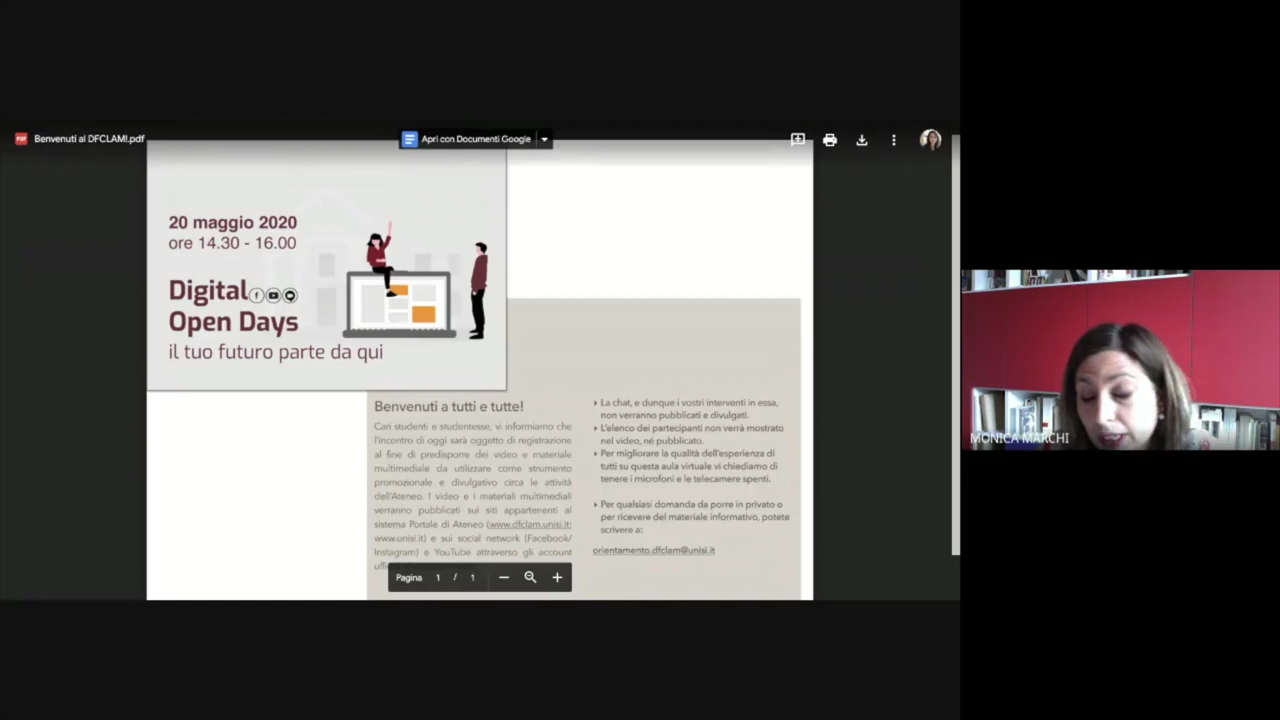 Benvenuti al DFCLAM!.pdf
Apri con Documenti Google
20 maggio 2020
ore 14.30 - 16.00
Digital
Open Days
il tuo futuro parte da qui
Benvenuti a tutti e tutte!
Cari studenti e studentesse, vi informiamo che
l'incontro di oggi sarà oggetto di registrazione
al fine di predisporre dei video e materiale
multimediale da utilizzare come strumento
promozionale e divulgativo circa le attività
dell'Ateneo. I video e i materiali multimediali
verranno pubblicati sui siti appartenenti al
sistema Portale di Ateneo (www.dfclam.unisi.it;
www.unisi.it) e sui social network (Facebook/
Instagram) e YouTube attraverso gli account
La chat, e dunque i vostri interventi in essa,
non verranno pubblicati e divulgati.
L'elenco dei partecipanti non verrà mostrato
nel video, né pubblicato.
Per migliorare la qualità dell'esperienza di
tutti su questa aula virtuale vi chiediamo di
tenere i microfoni e le telecamere spenti.
Per qualsiasi domanda da porre in privato o
per ricevere del materiale informativo, potete
scrivere a:
orientamento.dfclam@unisi.it
Pagina 1 / 1
MONICA MARCHI